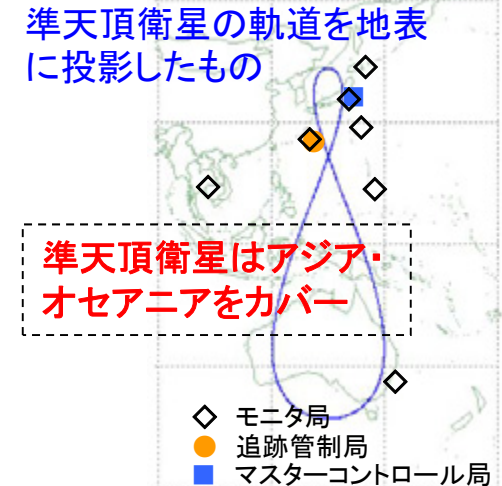 準天頂衛星の軌道を地表
に投影したもの
準天頂衛星はアジア・
オセアニアをカバー
モニタ局
追跡管制局
マスターコントロール局